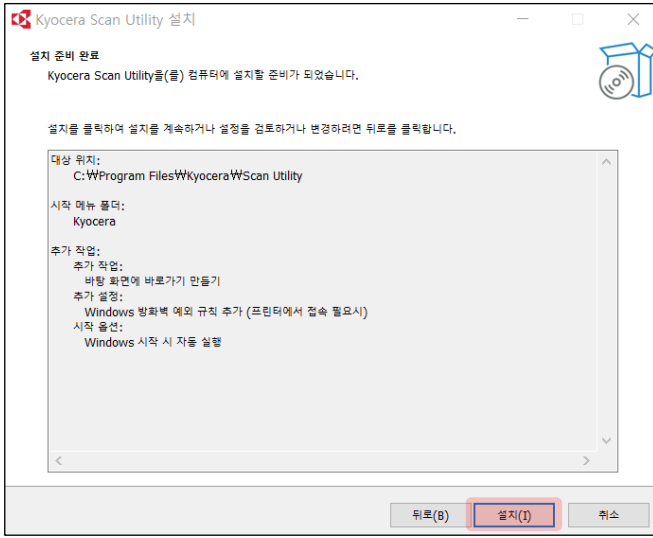 Kyocera Scan Utility 설치
설치 준비 완료
Kyocera Scan Utility을(를) 컴퓨터에 설치할 준비가 되었습니다.
설치를 클릭하여 설치를 계속하거나 설정을 검토하거나 변경하려면 뒤로를 클릭합니다.
대상 위치:
C:₩Program Files₩Kyocera₩Scan Utility
시작 메뉴 폴더:
Kyocera
추가 작업:
추가 작업:
바탕 화면에 바로가기 만들기
추가 설정:
Windows 방화벽 예외 규칙 추가 (프린터에서 접속 필요시)
시작 옵션:
Windows 시작 시 자동 실행
뒤로(B) 설치(I) 취소